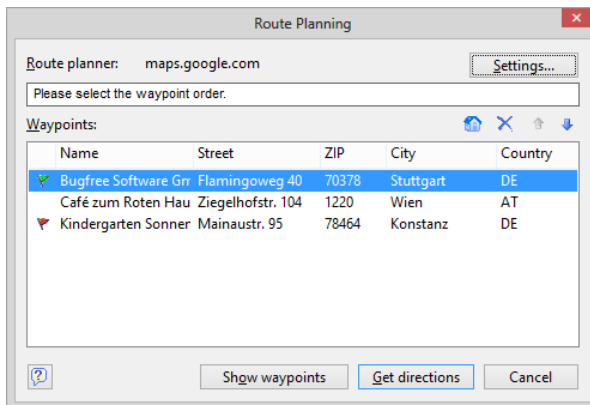 Route Planning
Route planner: maps.google.com Settings...
Please select the waypoint order.
Waypoints:
Name Street ZIP City Country
Bugfree Software Gm Flamingoweg 40 70378 Stuttgart DE
Café zum Roten Hau Ziegelhofstr. 104 1220 Wien AT
Kindergarten Sonner Mainaustr. 95 78464 Konstanz DE
Show waypoints Get directions Cancel